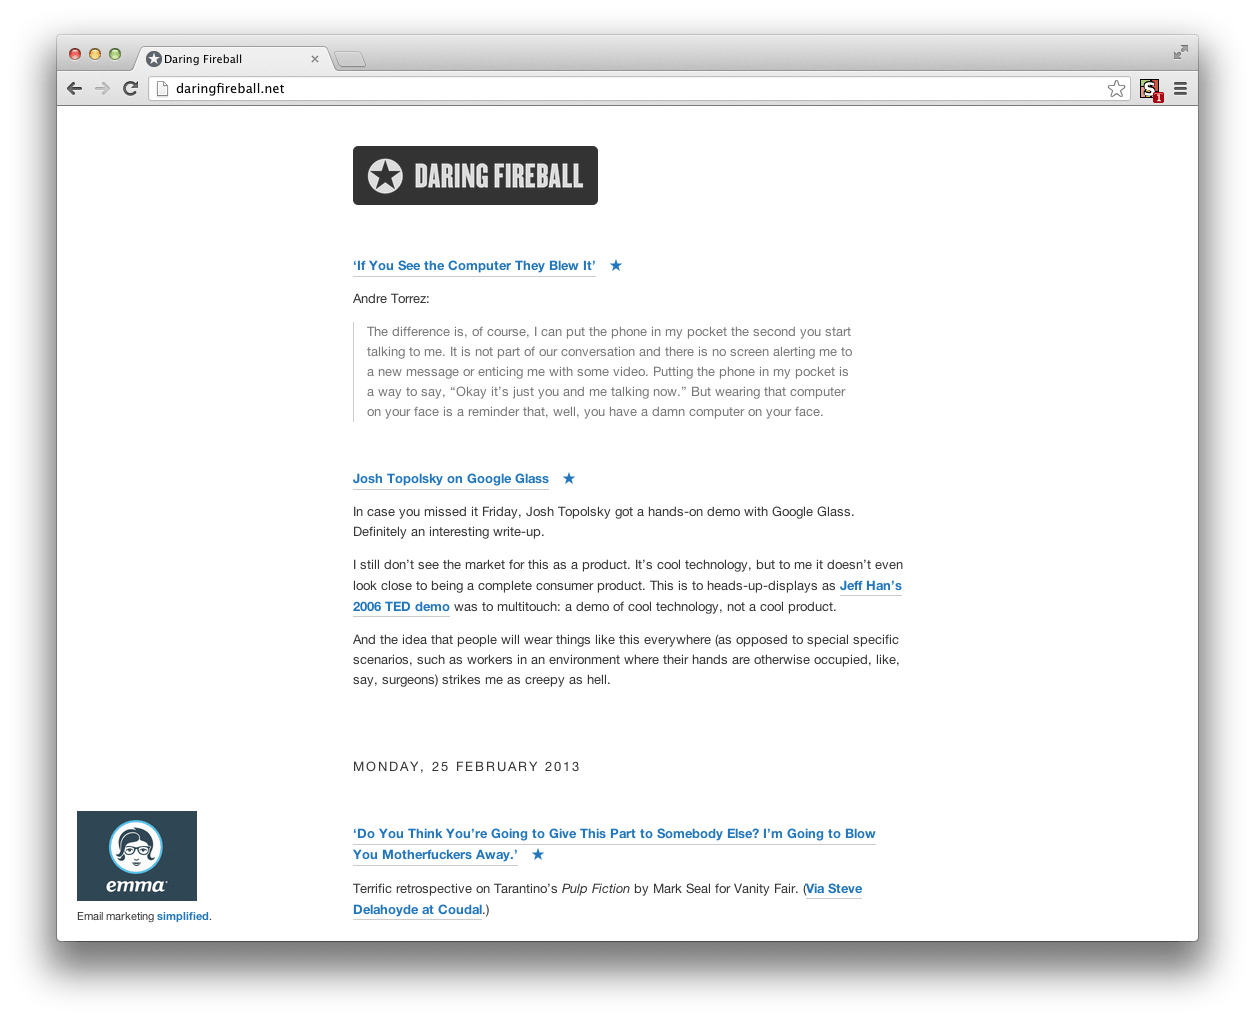 Daring Fireball
daringfireball.net
S
1
DARING FIREBALL
‘If You See the Computer They Blew It’ ★
Andre Torrez:
The difference is, of course, I can put the phone in my pocket the second you start
talking to me. It is not part of our conversation and there is no screen alerting me to
a new message or enticing me with some video. Putting the phone in my pocket is
a way to say, “Okay it’s just you and me talking now.” But wearing that computer
on your face is a reminder that, well, you have a damn computer on your face.
Josh Topolsky on Google Glass ★
In case you missed it Friday, Josh Topolsky got a hands-on demo with Google Glass.
Definitely an interesting write-up.
I still don’t see the market for this as a product. It’s cool technology, but to me it doesn’t even
look close to being a complete consumer product. This is to heads-up-displays as Jeff Han’s
2006 TED demo was to multitouch: a demo of cool technology, not a cool product.
And the idea that people will wear things like this everywhere (as opposed to special specific
scenarios, such as workers in an environment where their hands are otherwise occupied, like,
say, surgeons) strikes me as creepy as hell.
MONDAY, 25 FEBRUARY 2013
‘Do You Think You’re Going to Give This Part to Somebody Else? I’m Going to Blow
You Motherfuckers Away.’ ★
Terrific retrospective on Tarantino’s Pulp Fiction by Mark Seal for Vanity Fair. (Via Steve
Delahoyde at Coudal.)
emma
Email marketing simplified.